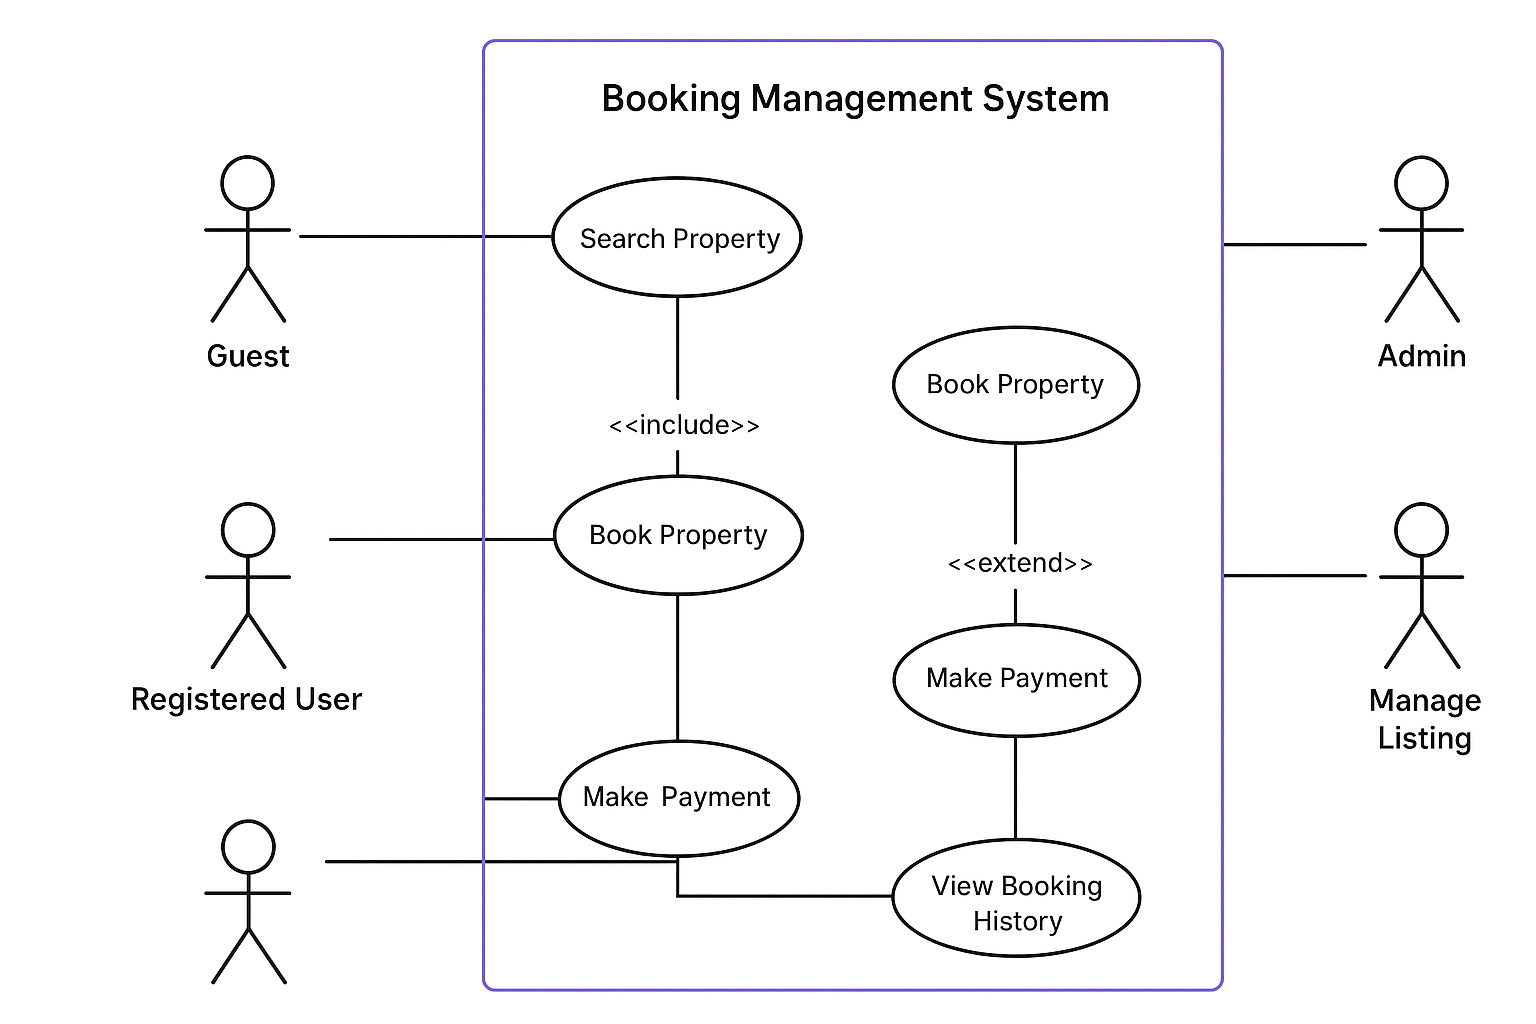 Booking Management System
Search Property
Guest
Admin
Book Property
<<include>>
Book Property
<<extend>>
Registered User
Make Payment
Manage
Listing
Make  Payment
View Booking
History